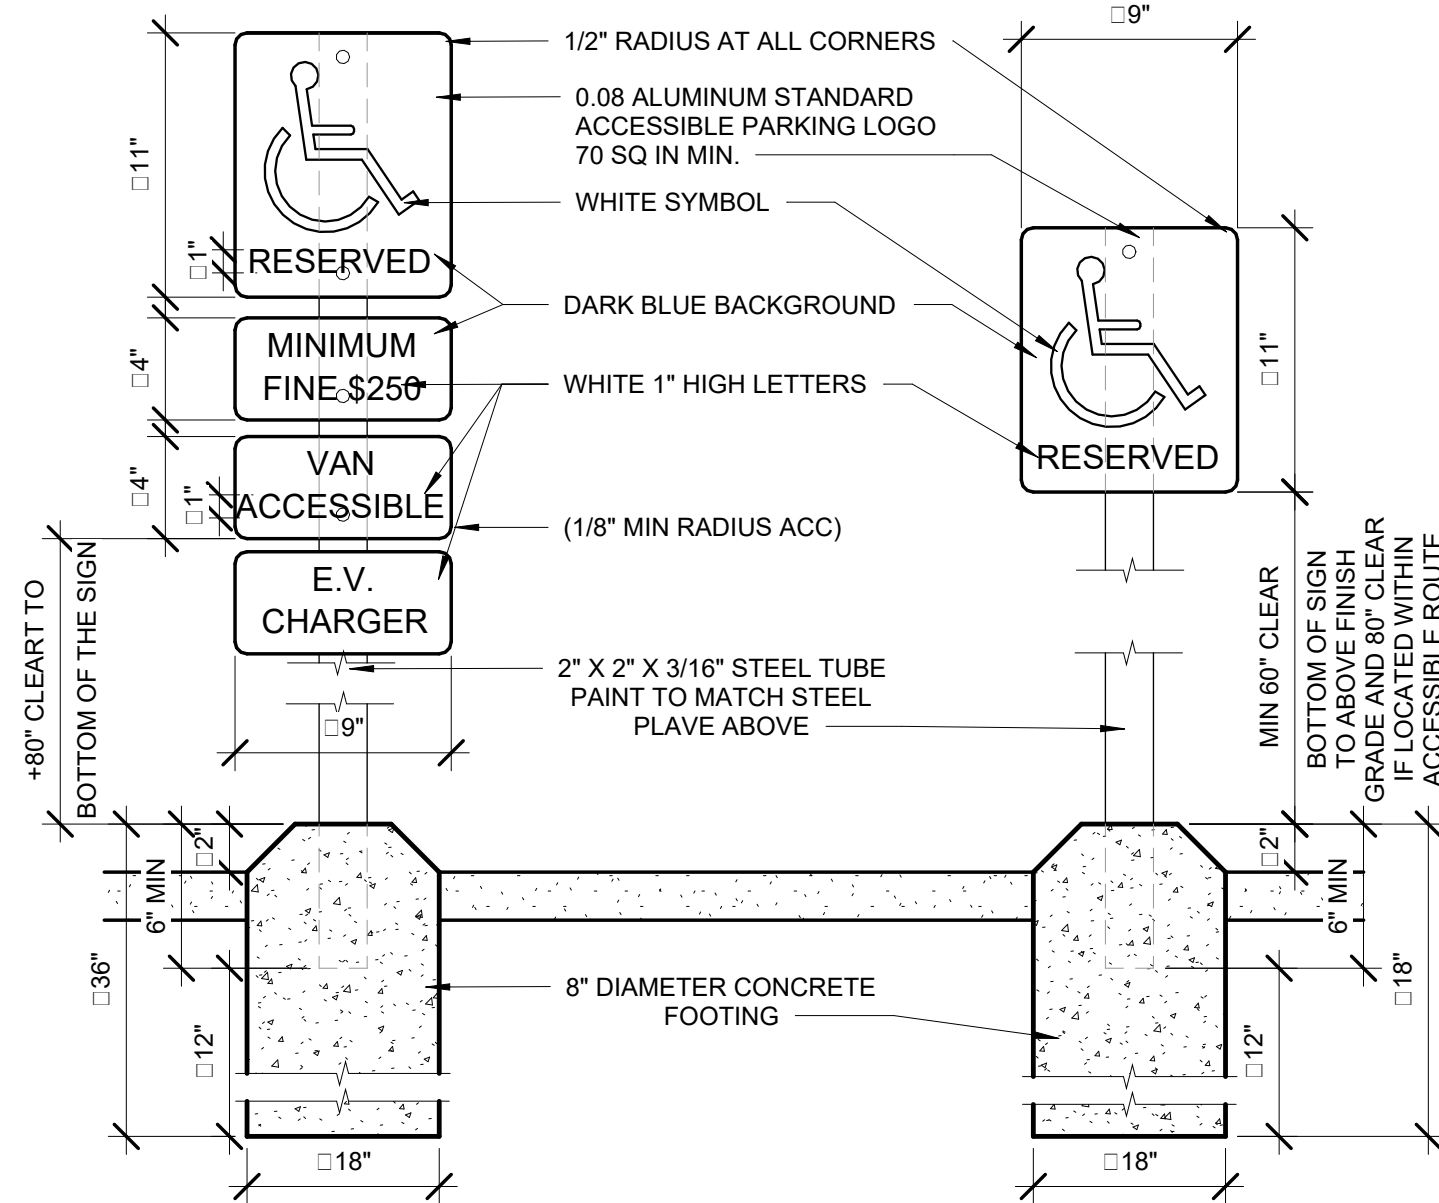 □9"
1/2" RADIUS AT ALL CORNERS
0.08 ALUMINUM STANDARD
ACCESSIBLE PARKING LOGO
70 SQ IN MIN.
□11"
WHITE SYMBOL
□1"
RESERVED
DARK BLUE BACKGROUND
MINIMUM
FINE $250
□4"
WHITE 1" HIGH LETTERS
□11"
RESERVED
VAN
ACCESSIBLE
□4"
□1"
(1/8" MIN RADIUS ACC)
E.V.
CHARGER
+80" CLEART TO
BOTTOM OF THE SIGN
2" X 2" X 3/16" STEEL TUBE
PAINT TO MATCH STEEL
PLAVE ABOVE
□9"
MIN 60" CLEAR
BOTTOM OF SIGN
TO ABOVE FINISH
GRADE AND 80" CLEAR
IF LOCATED WITHIN
ACCESSIBLE ROUTE
□2"
6" MIN
□36"
□12"
8" DIAMETER CONCRETE
FOOTING
□2"
6" MIN
□18"
□12"
□18"
□18"